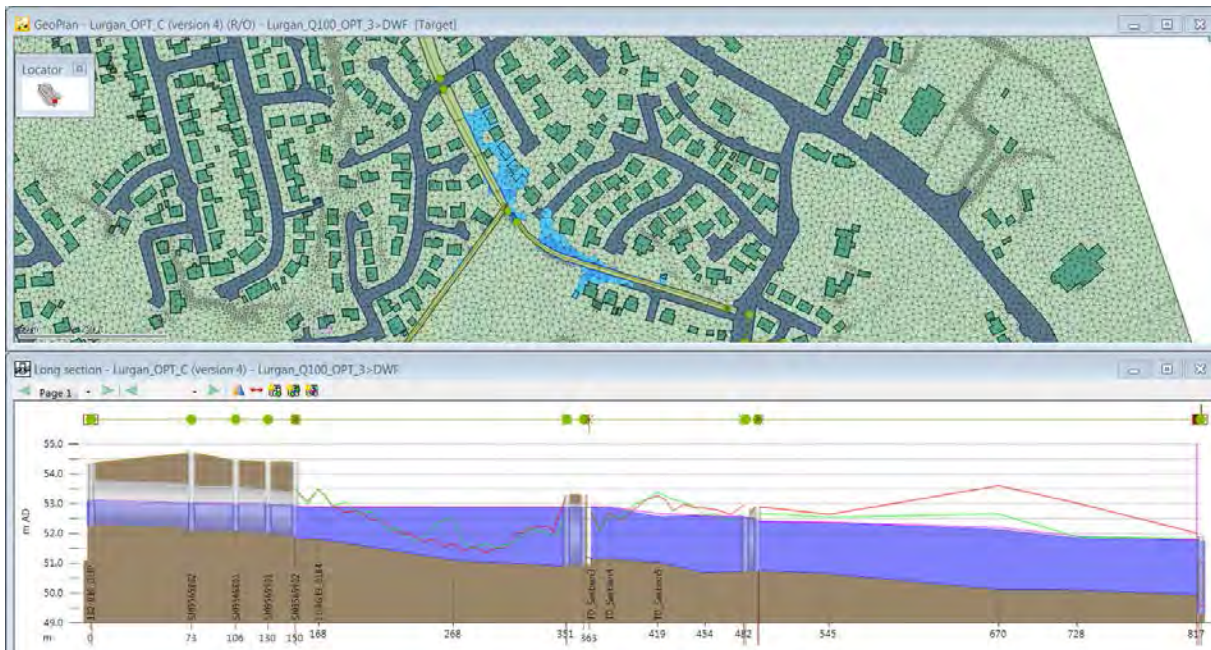 GeoPlan - Lurgan_OPT_C (version 4) (R/O) - Lurgan_Q100_OPT_3>DWF [Target]
Locator
Long section - Lurgan_OPT_C (version 4) - Lurgan_Q100_OPT_3>DWF
Page 1 - -
55.0
54.0
53.0
52.0
51.0
50.0
49.0
m AD
TD_Section4
TD_Section5
m
0 73 106 130 150 168 268 351 363 419 454 482 545 670 728 817